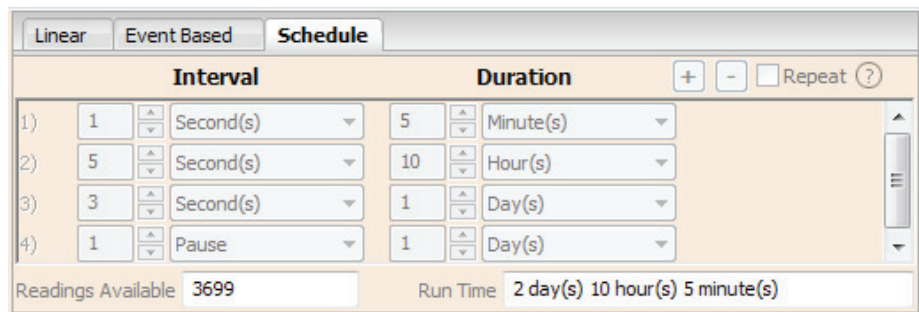 Linear Event Based Schedule
Interval Duration + - Repeat ?
1) 1 Second(s) 5 Minute(s)
2) 5 Second(s) 10 Hour(s)
3) 3 Second(s) 1 Day(s)
4) 1 Pause 1 Day(s)
Readings Available 3699 Run Time 2 day(s) 10 hour(s) 5 minute(s)